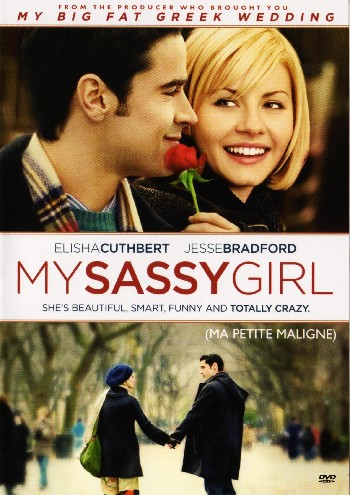 FROM THE PRODUCER WHO BROUGHT YOU
MY BIG FAT GREEK WEDDING
ELISHA CUTHBERT JESSE BRADFORD
MY SASSY GIRL
SHE'S BEAUTIFUL, SMART, FUNNY AND TOTALLY CRAZY.
(MA PETITE MALIGNE)
DVD